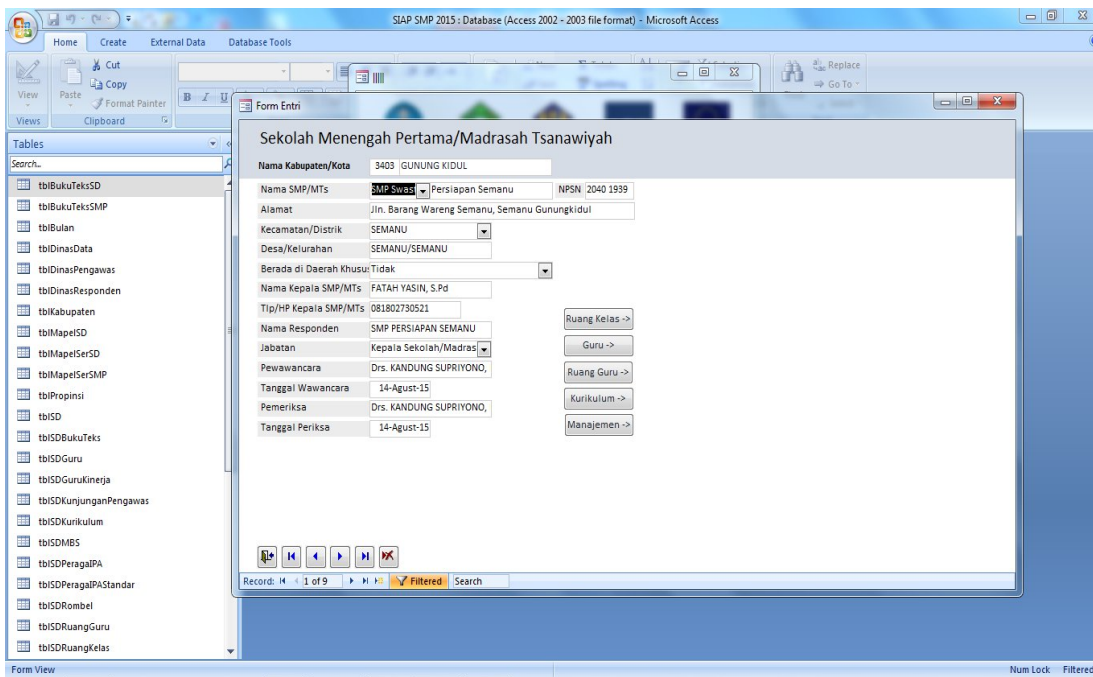 SIAP SMP 2015 : Database (Access 2002 - 2003 file format) - Microsoft Access
Home Create External Data Database Tools
View Paste Cut
Copy
Format Painter
B I U
Replace
Go To
Views Clipboard
Form Entri
Tables
Search...
tblBukuTeksSD
tblBukuTeksSMP
tblBulan
tblDinasData
tblDinasPengawas
tblDinasResponden
tblKabupaten
tblMapelSD
tblMapelSerSD
tblMapelSerSMP
tblPropinsi
tblSD
tblSDBukuTeks
tblSDGuru
tblSDGuruKinerja
tblSDKunjunganPengawas
tblSDKurikulum
tblSDMBS
tblSDPeragaIPA
tblSDPeragaIPAStandar
tblSDRombel
tblSDRuangGuru
tblSDRuangKelas
Sekolah Menengah Pertama/Madrasah Tsanawiyah
Nama Kabupaten/Kota 3403 GUNUNG KIDUL
Nama SMP/MTs SMP Swast Persiapan Semanu NPSN 2040 1939
Alamat Jln. Barang Wareng Semanu, Semanu Gunungkidul
Kecamatan/Distrik SEMANU
Desa/Kelurahan SEMANU/SEMANU
Berada di Daerah Khusus Tidak
Nama Kepala SMP/MTs FATAH YASIN, S.Pd
Tlp/HP Kepala SMP/MTs 081802730521
Nama Responden SMP PERSIAPAN SEMANU
Jabatan Kepala Sekolah/Madras
Pewawancara Drs. KANDUNG SUPRIYONO,
Tanggal Wawancara 14-Agust-15
Pemeriksa Drs. KANDUNG SUPRIYONO,
Tanggal Periksa 14-Agust-15
Ruang Kelas ->
Guru ->
Ruang Guru ->
Kurikulum ->
Manajemen ->
Record: 1 of 9 Filtered Search
Form View Num Lock Filtered